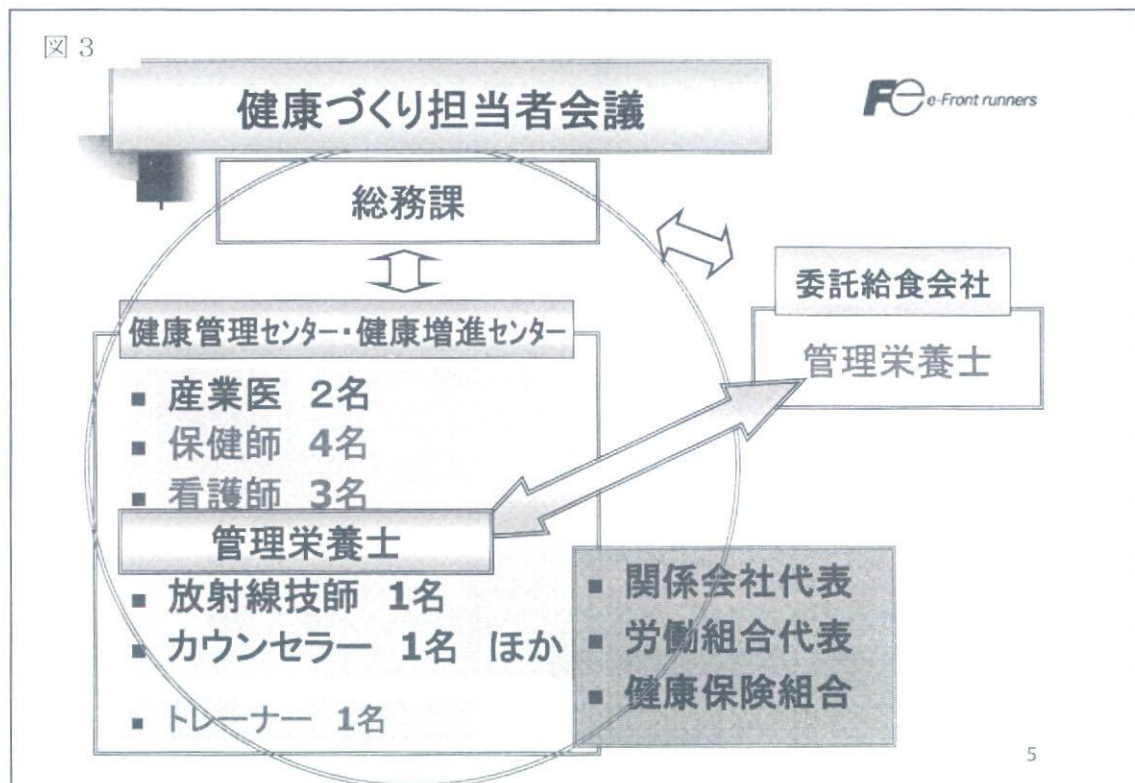 図 3
健康づくり担当者会議
Fe e-Front runners
総務課
委託給食会社
管理栄養士
健康管理センター・健康増進センター
■ 産業医 2名
■ 保健師 4名
■ 看護師 3名
管理栄養士
■ 放射線技師 1名
■ カウンセラー 1名 ほか
■ トレーナー 1名
■ 関係会社代表
■ 労働組合代表
■ 健康保険組合
5